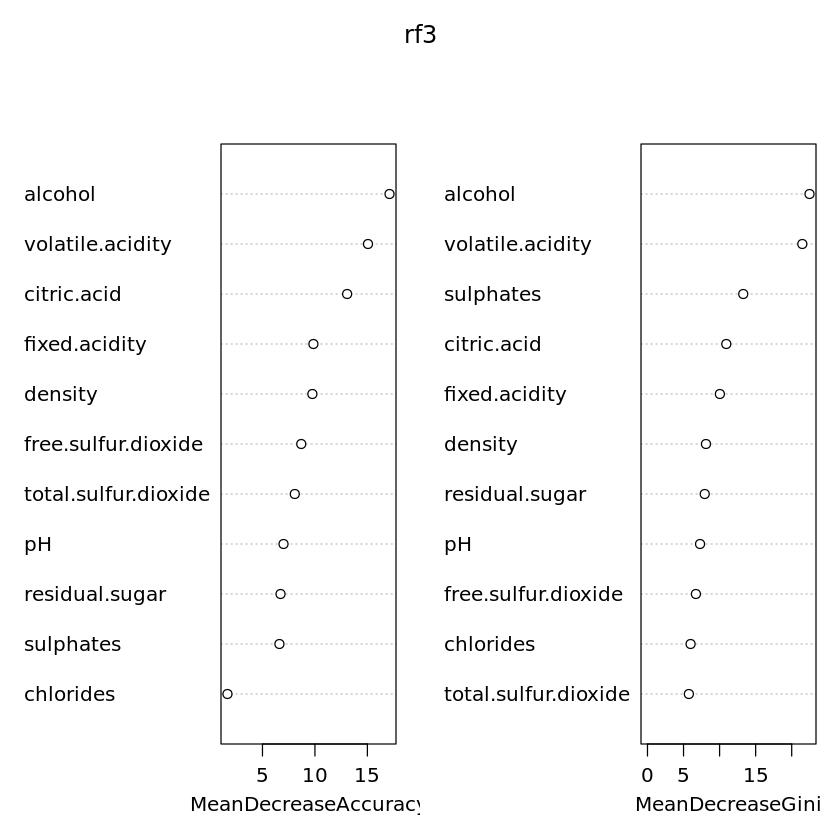 rf3
alcohol
volatile.acidity
citric.acid
fixed.acidity
density
free.sulfur.dioxide
total.sulfur.dioxide
pH
residual.sugar
sulphates
chlorides
5 10 15
MeanDecreaseAccuracy
alcohol
volatile.acidity
sulphates
citric.acid
fixed.acidity
density
residual.sugar
pH
free.sulfur.dioxide
chlorides
total.sulfur.dioxide
0 5 15
MeanDecreaseGini